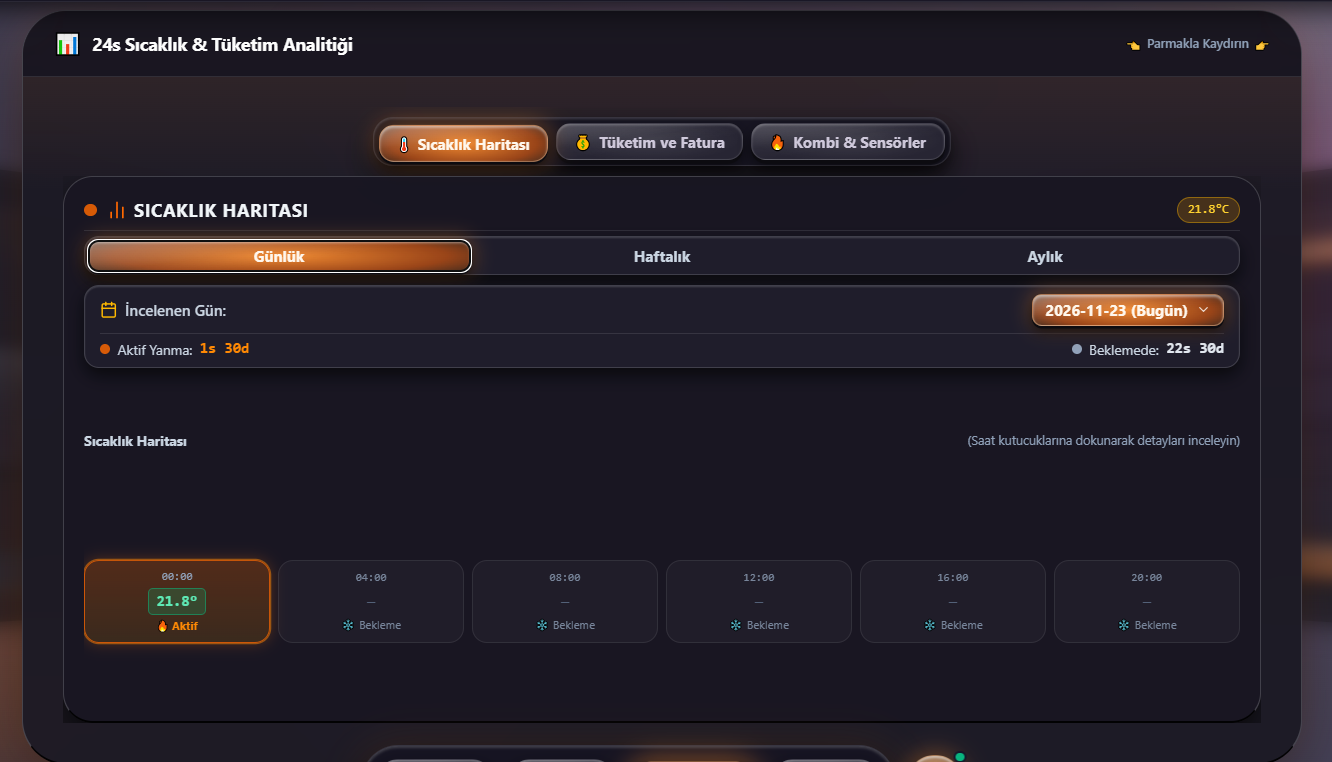 24s Sıcaklık & Tüketim Analitiği
Parmakla Kaydırın
Sıcaklık Haritası
Tüketim ve Fatura
Kombi & Sensörler
SICAKLIK HARITASI
21.8°C
Günlük
Haftalık
Aylık
İncelenen Gün:
2026-11-23 (Bugün)
Aktif Yanma: 1s 30d
Beklemede: 22s 30d
Sıcaklık Haritası
(Saat kutucuklarına dokunarak detayları inceleyin)
00:00
21.8°
Aktif
04:00
—
Bekleme
08:00
—
Bekleme
12:00
—
Bekleme
16:00
—
Bekleme
20:00
—
Bekleme